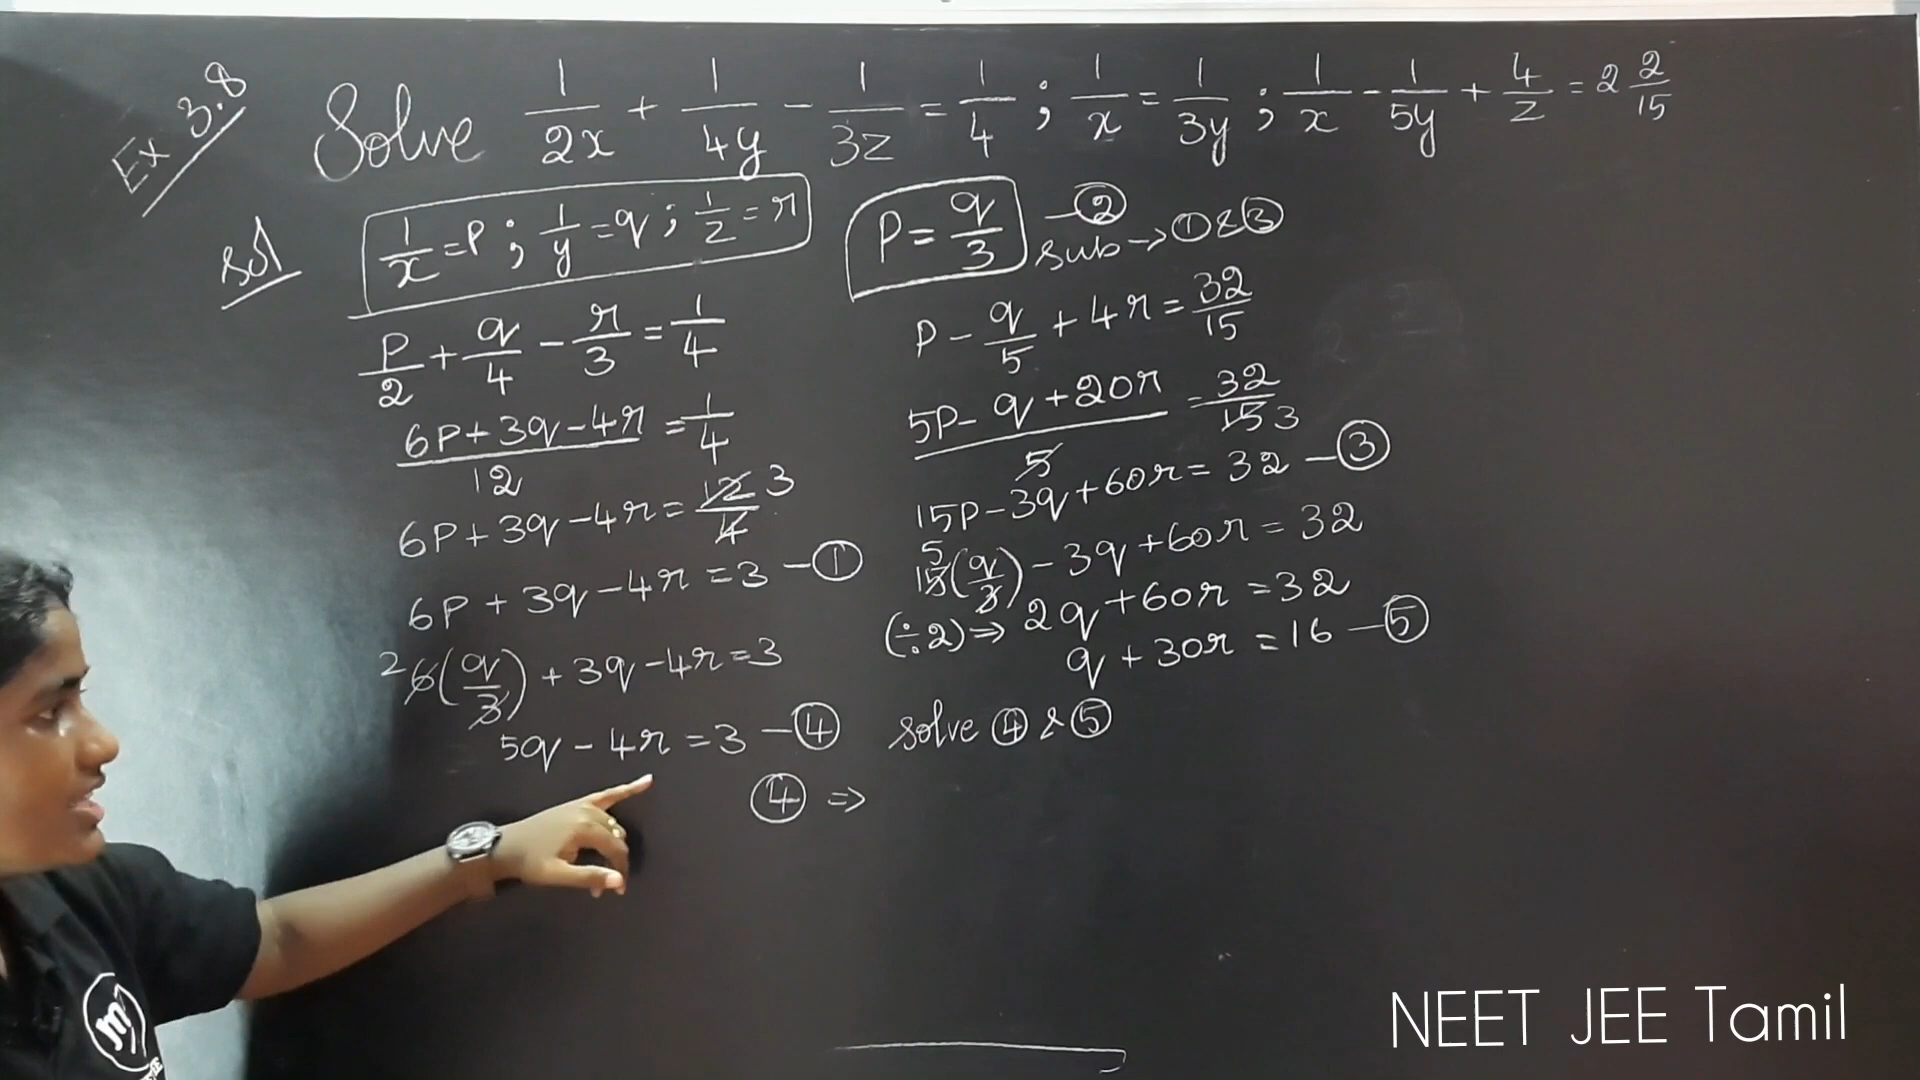 Ex 3.8
Solve 1/2x + 1/4y - 1/3z = 1/4 ; 1/x = 1/3y ; 1/x - 1/5y + 4/z = 2 2/15
sol
1/x = P ; 1/y = q ; 1/z = r
P/2 + q/4 - r/3 = 1/4
6P + 3q - 4r / 12 = 1/4
6P + 3q - 4r = 12/4 3
6P + 3q - 4r = 3 - ①
2 6(q/3) + 3q - 4r = 3
5q - 4r = 3 - ④
P = q/3 - ②
sub → ① & ③
P - q/5 + 4r = 32/15
5P - q + 20r / 5 = 32/15 3
15P - 3q + 60r = 32 - ③
5 15(q/3) - 3q + 60r = 32
(÷2) ⇒ 2q + 60r = 32
q + 30r = 16 - ⑤
solve ④ & ⑤
④ ⇒
m
NEET JEE Tamil